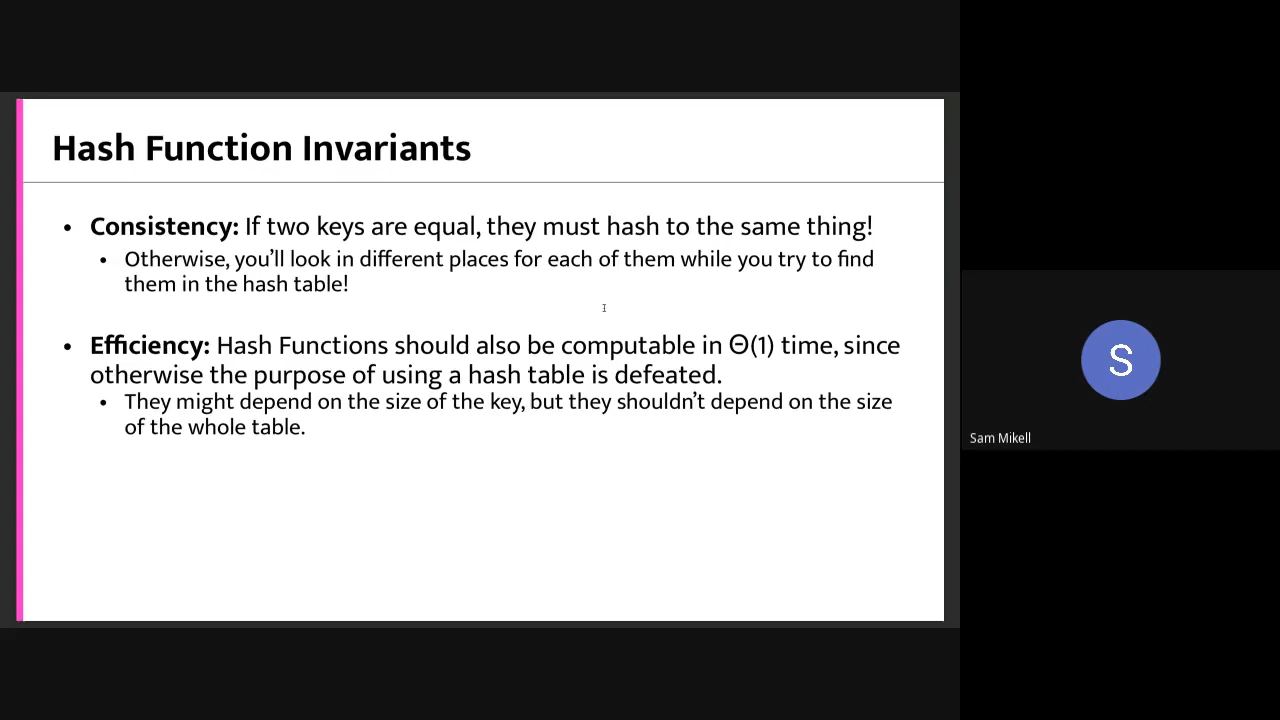 Hash Function Invariants
• Consistency: If two keys are equal, they must hash to the same thing!
• Otherwise, you’ll look in different places for each of them while you try to find
them in the hash table!
• Efficiency: Hash Functions should also be computable in Θ(1) time, since
otherwise the purpose of using a hash table is defeated.
• They might depend on the size of the key, but they shouldn’t depend on the size
of the whole table.
S
Sam Mikell